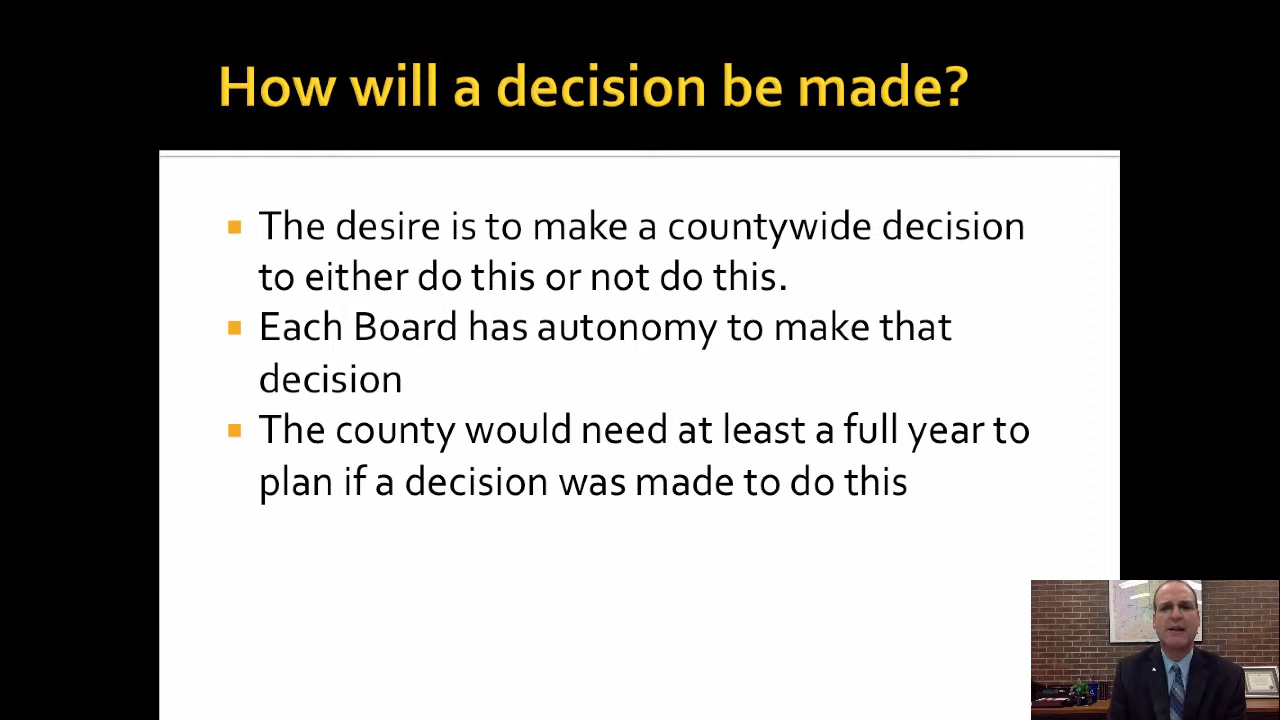 How will a decision be made?
The desire is to make a countywide decision
to either do this or not do this.
Each Board has autonomy to make that
decision
The county would need at least a full year to
plan if a decision was made to do this